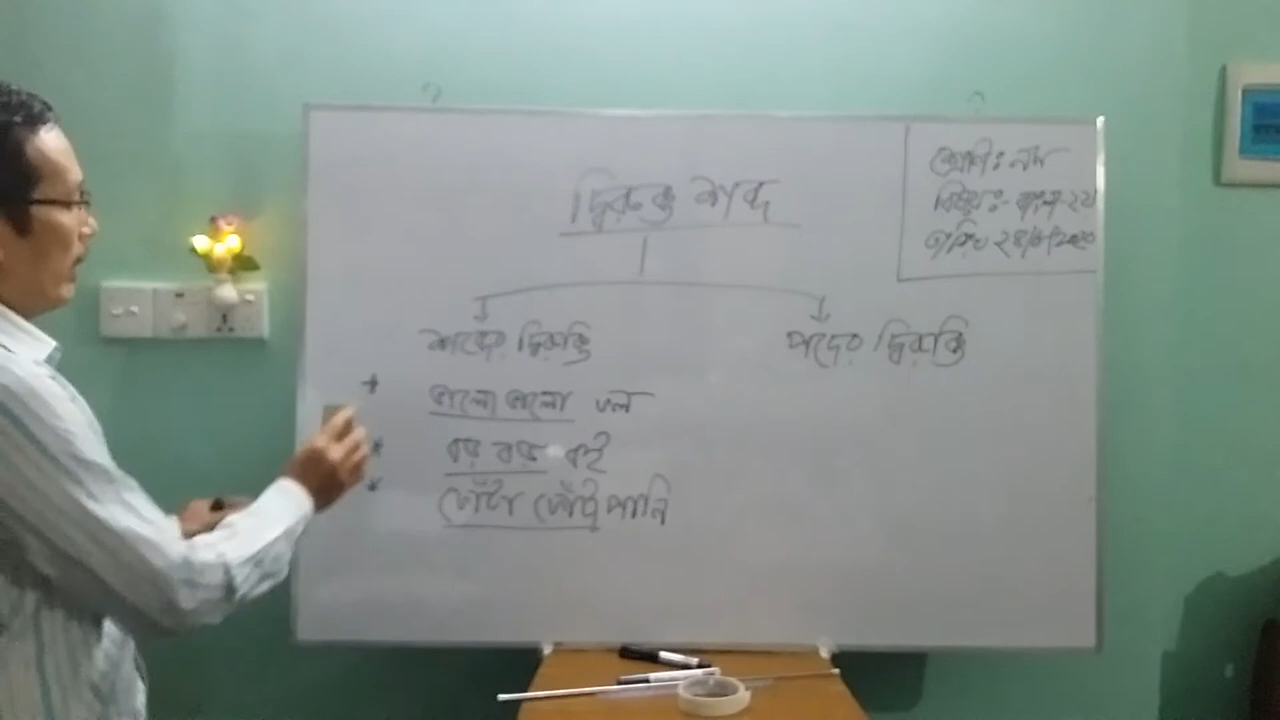 দ্বিরুক্ত শব্দ
শ্রেণি: নবম
বিষয়:- বাংলা-২য়
শব্দের দ্বিরুক্তি
পদের দ্বিরুক্তি
* ভালো ভালো ফল
* বড় বড় বই
* ফোঁটা ফোঁটা পানি